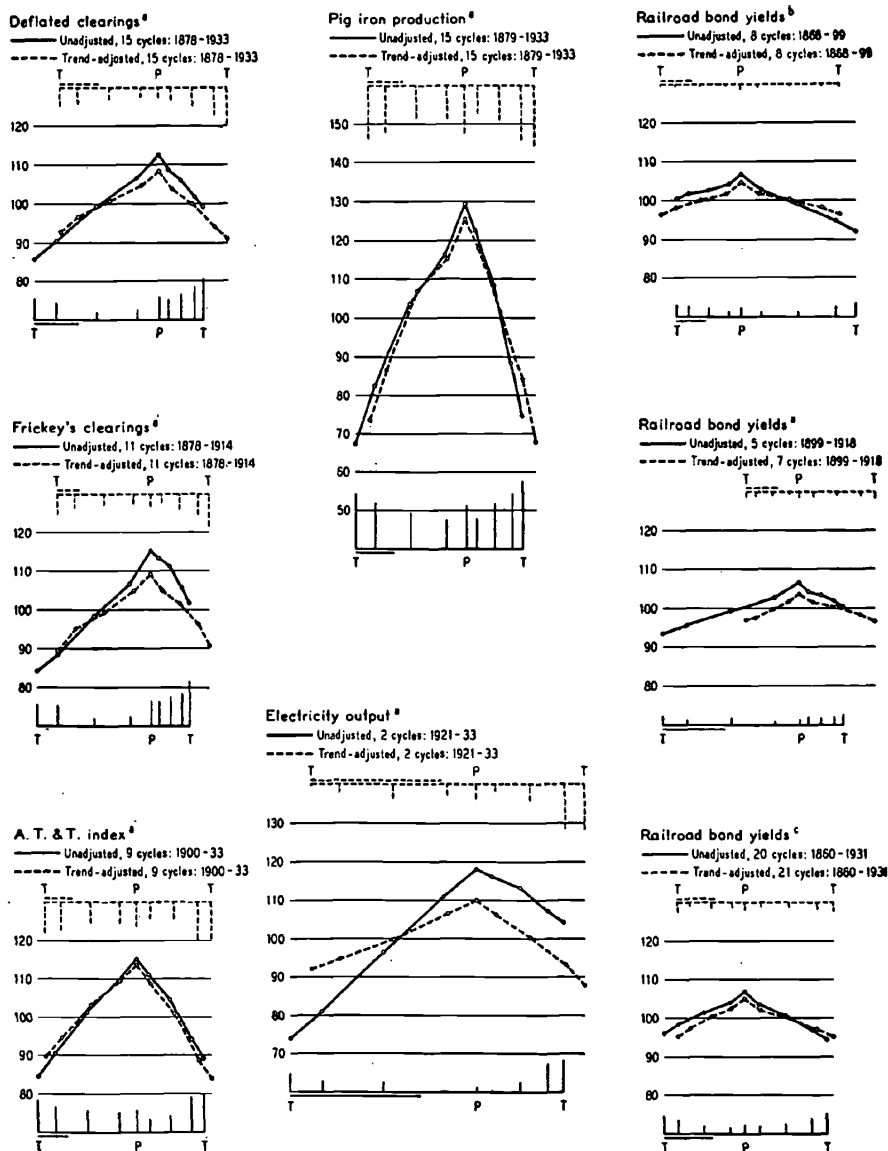 Deflated clearings a
Unadjusted, 15 cycles: 1878-1933
Trend-adjusted, 15 cycles: 1878-1933
T P T
120
110
100
90
80
T P T
Frickey's clearings a
Unadjusted, 11 cycles: 1878-1914
Trend-adjusted, 11 cycles: 1878-1914
T P T
120
110
100
90
80
T P T
A. T. & T. index a
Unadjusted, 9 cycles: 1900-33
Trend-adjusted, 9 cycles: 1900-33
T P T
120
110
100
90
80
T P T
Pig iron production a
Unadjusted, 15 cycles: 1879-1933
Trend-adjusted, 15 cycles: 1879-1933
T P T
150
140
130
120
110
100
90
80
70
60
50
T P T
Electricity output a
Unadjusted, 2 cycles: 1921-33
Trend-adjusted, 2 cycles: 1921-33
T P T
130
120
110
100
90
80
70
T P T
Railroad bond yields b
Unadjusted, 8 cycles: 1868-99
Trend-adjusted, 8 cycles: 1868-99
T P T
120
110
100
90
80
T P T
Railroad bond yields a
Unadjusted, 5 cycles: 1899-1918
Trend-adjusted, 7 cycles: 1899-1918
T P T
120
110
100
90
80
T P T
Railroad bond yields c
Unadjusted, 20 cycles: 1860-1931
Trend-adjusted, 21 cycles: 1860-1931
T P T
120
110
100
90
80
T P T